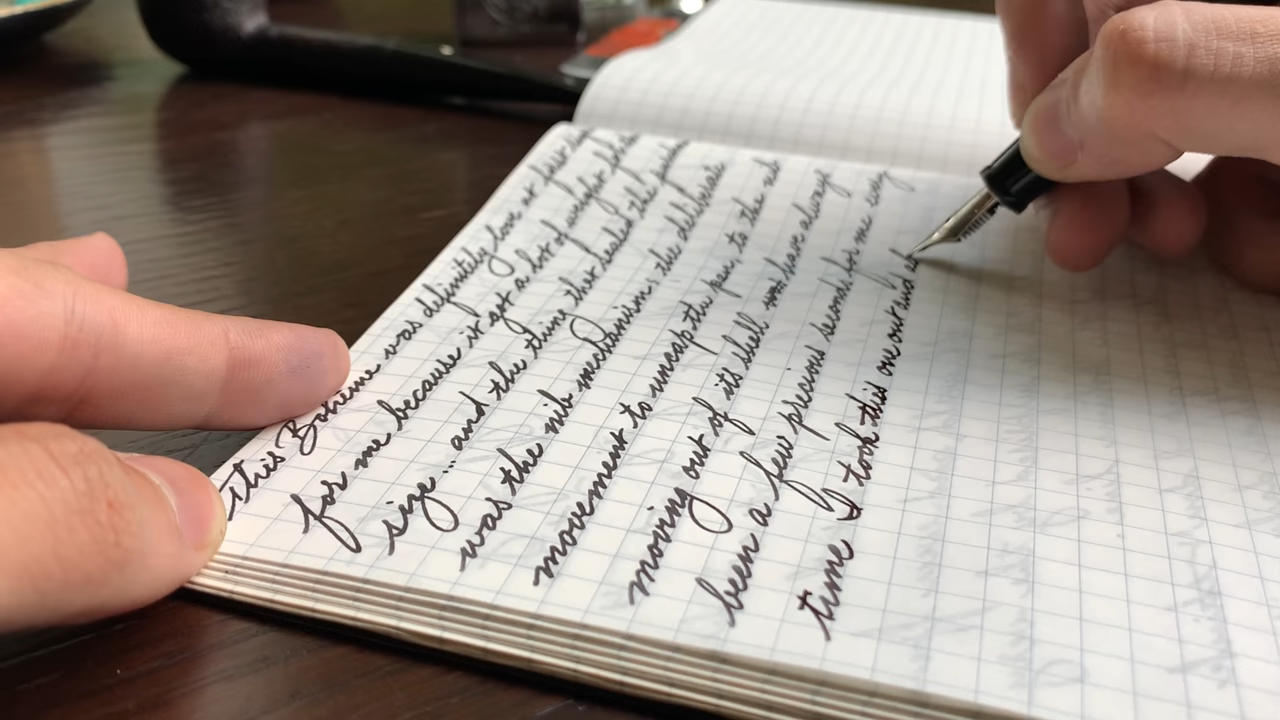 this Bohème was definitely love at first
for me because it got a lot of weight
size... and the thing that sealed the
was the nib mechanism, the deliberate
movement to uncap the pen, to the nib
moving out of its shell have always
been a few precious seconds for me every
time I took this one out and